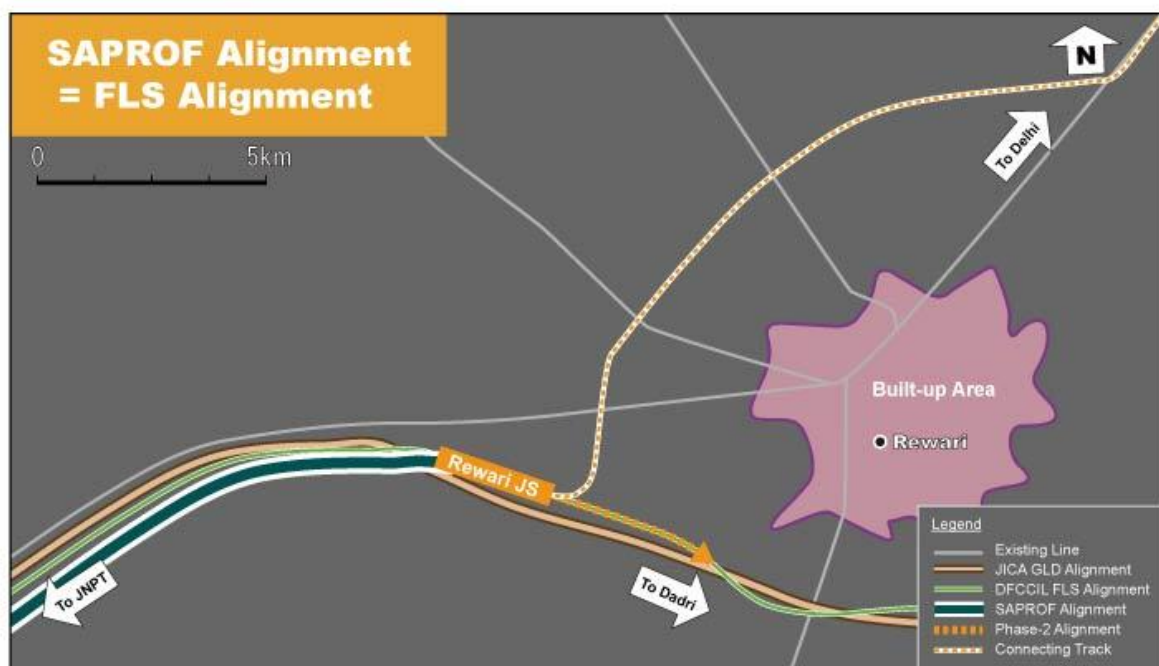 SAPROF Alignment
= FLS Alignment
0 5km
N
To Delhi
Built-up Area
Rewari
Rewari JS
To JNPT
To Dadri
Legend
Existing Line
JICA GLD Alignment
DFCCIL FLS Alignment
SAPROF Alignment
Phase-2 Alignment
Connecting Track